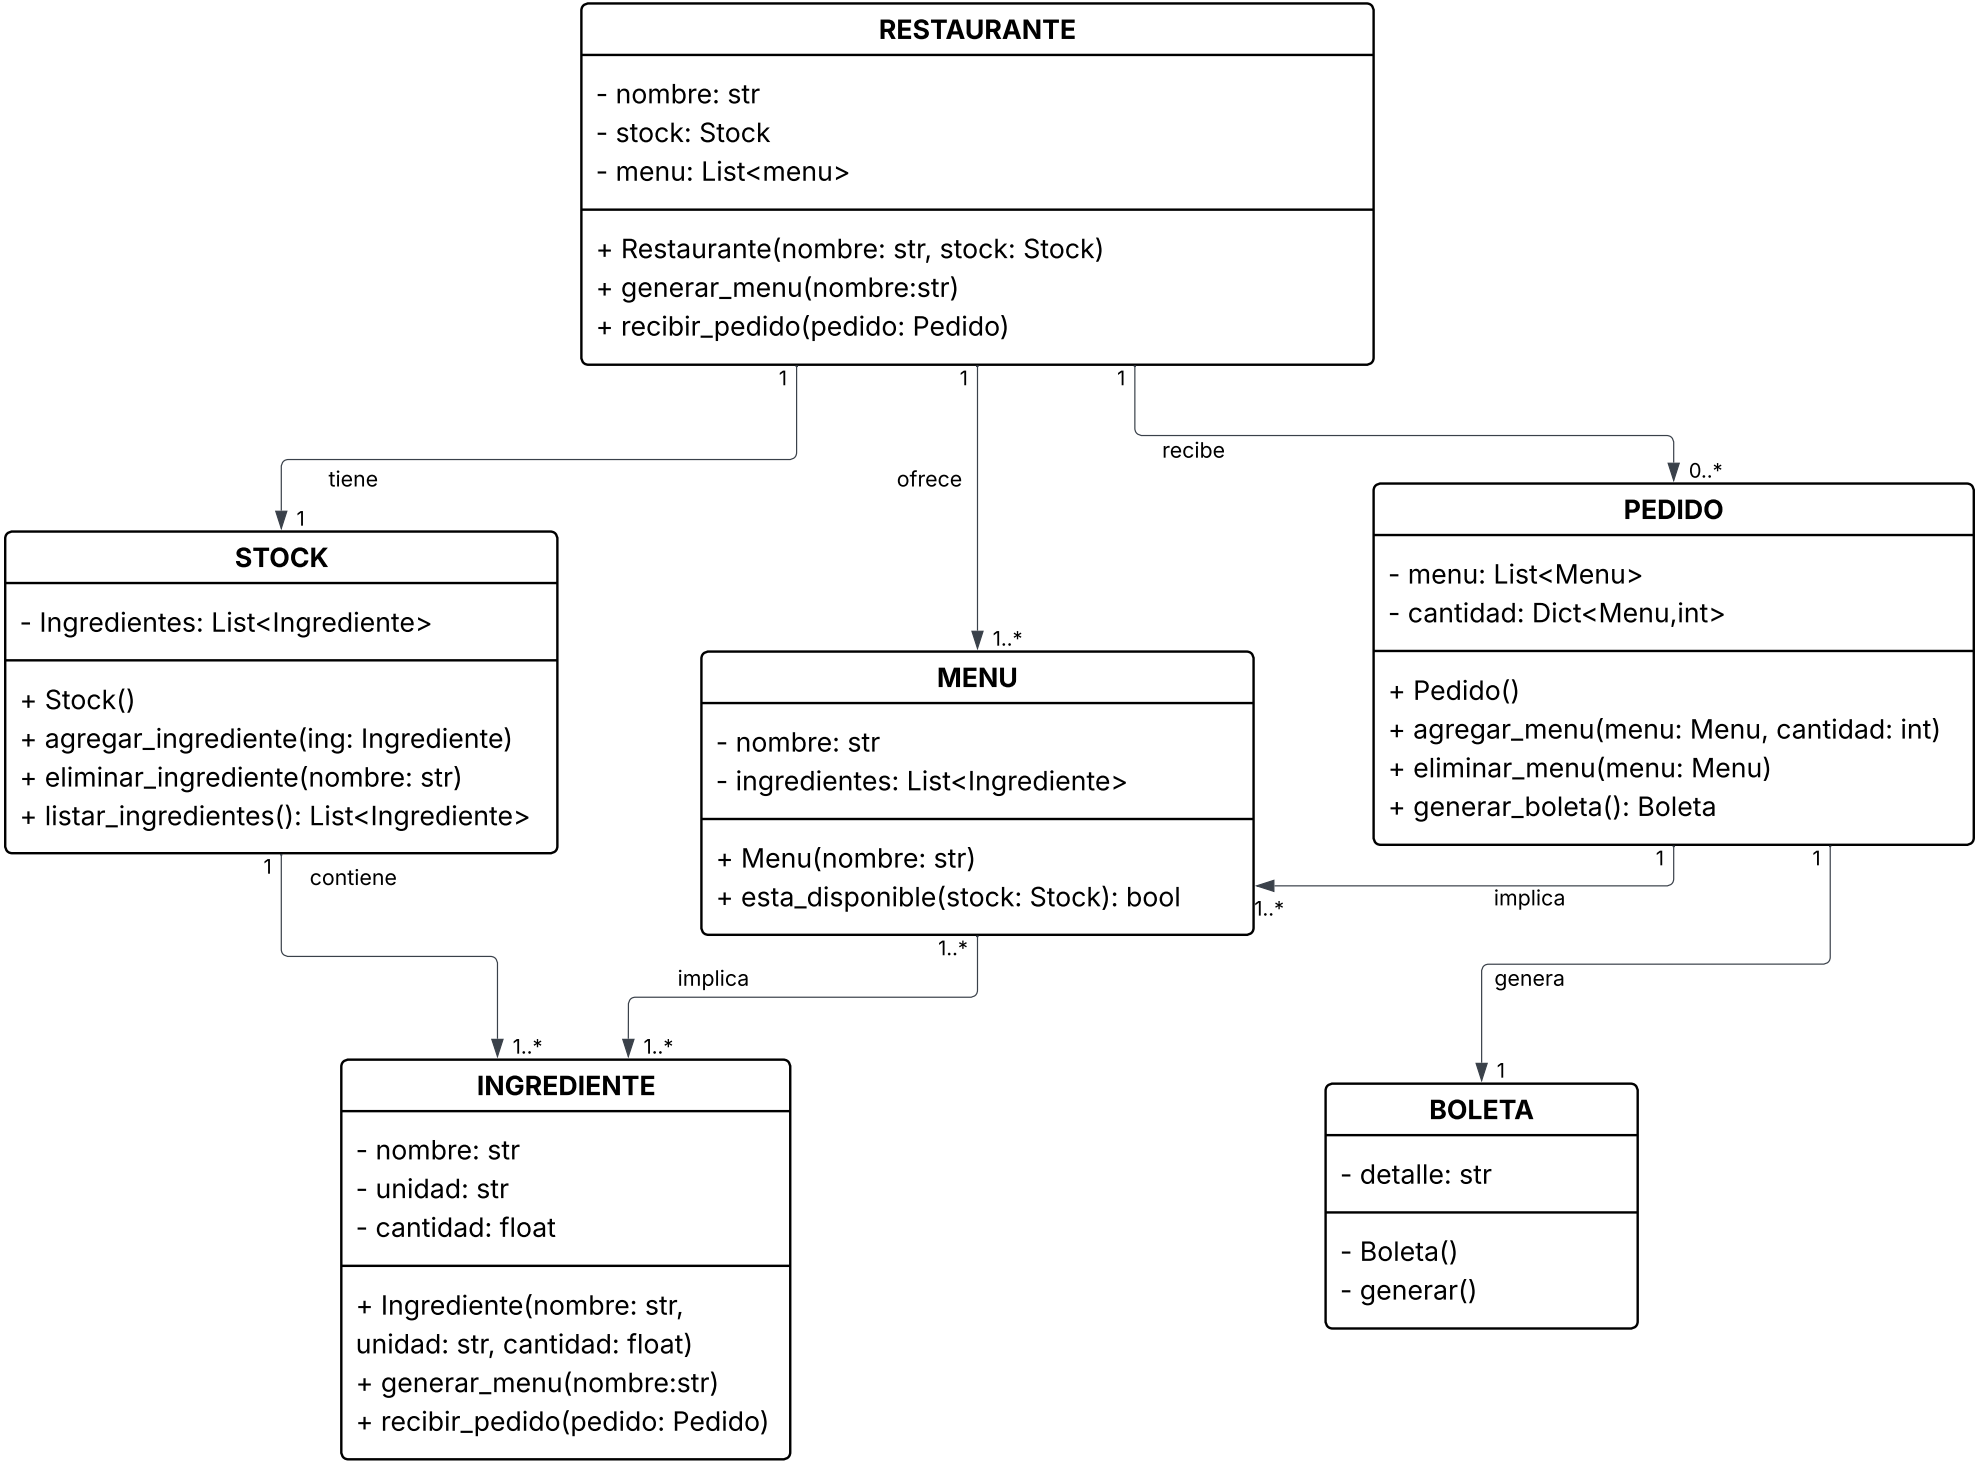 RESTAURANTE
- nombre: str
- stock: Stock
- menu: List<menu>
+ Restaurante(nombre: str, stock: Stock)
+ generar_menu(nombre:str)
+ recibir_pedido(pedido: Pedido)
1
1
1
tiene
ofrece
recibe
1
1..*
0..*
STOCK
- Ingredientes: List<Ingrediente>
+ Stock()
+ agregar_ingrediente(ing: Ingrediente)
+ eliminar_ingrediente(nombre: str)
+ listar_ingredientes(): List<Ingrediente>
1
contiene
1..*
MENU
- nombre: str
- ingredientes: List<Ingrediente>
+ Menu(nombre: str)
+ esta_disponible(stock: Stock): bool
1..*
implica
1..*
PEDIDO
- menu: List<Menu>
- cantidad: Dict<Menu,int>
+ Pedido()
+ agregar_menu(menu: Menu, cantidad: int)
+ eliminar_menu(menu: Menu)
+ generar_boleta(): Boleta
1
1
implica
1..*
genera
1
INGREDIENTE
- nombre: str
- unidad: str
- cantidad: float
+ Ingrediente(nombre: str,
unidad: str, cantidad: float)
+ generar_menu(nombre:str)
+ recibir_pedido(pedido: Pedido)
BOLETA
- detalle: str
- Boleta()
- generar()